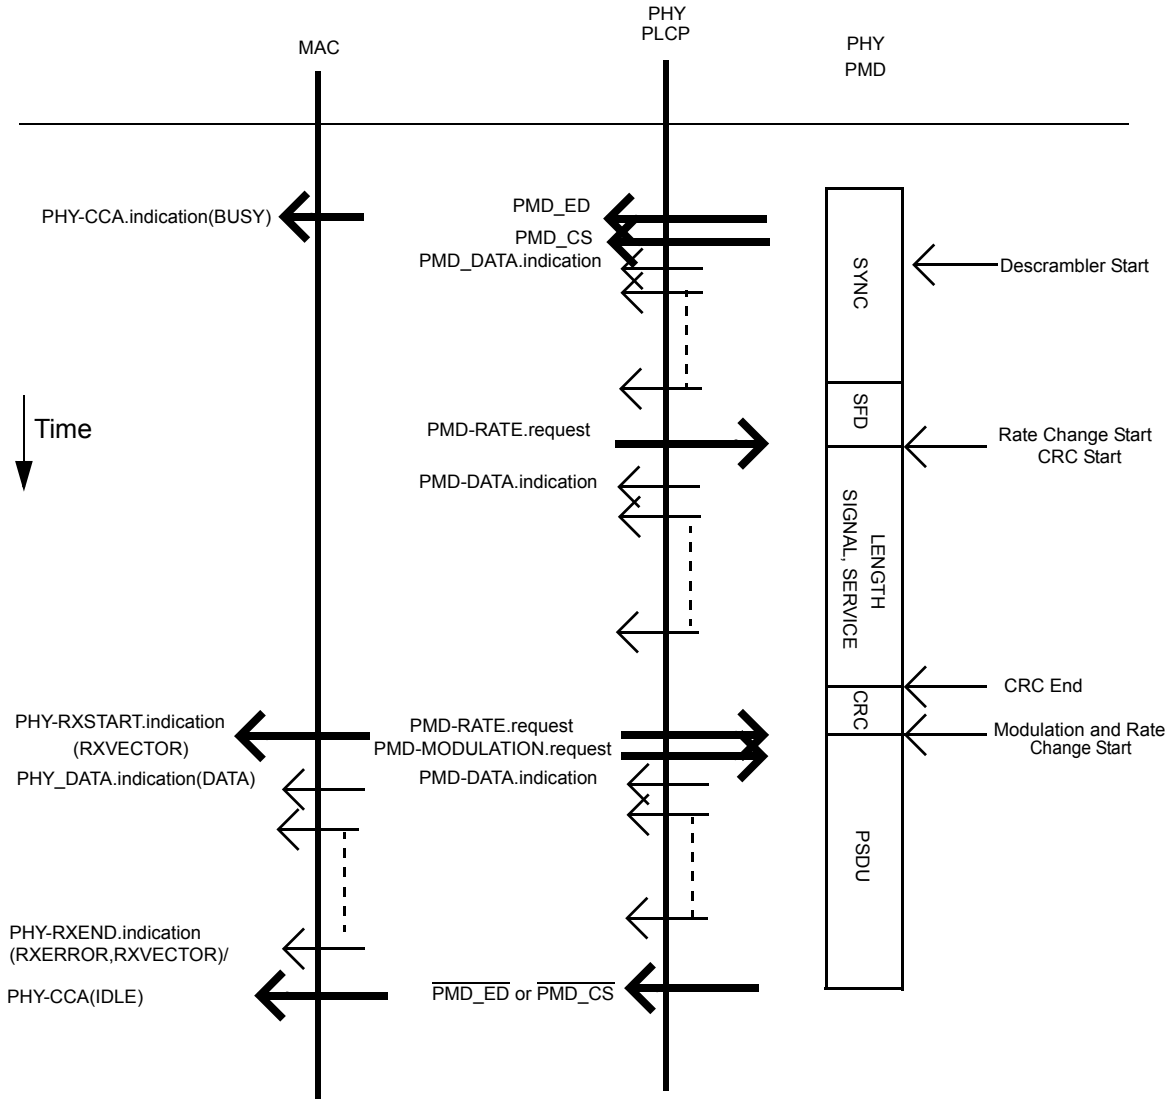 MAC
PHY
PLCP
PHY
PMD
PHY-CCA.indication(BUSY)
PMD_ED
PMD_CS
PMD_DATA.indication
SYNC
Descrambler Start
Time
SFD
PMD-RATE.request
Rate Change Start
CRC Start
PMD-DATA.indication
LENGTH
SIGNAL, SERVICE
CRC End
CRC
PHY-RXSTART.indication
(RXVECTOR)
PMD-RATE.request
PMD-MODULATION.request
Modulation and Rate
Change Start
PHY_DATA.indication(DATA)
PMD-DATA.indication
PSDU
PHY-RXEND.indication
(RXERROR,RXVECTOR)/
PHY-CCA(IDLE)
PMD_ED or PMD_CS